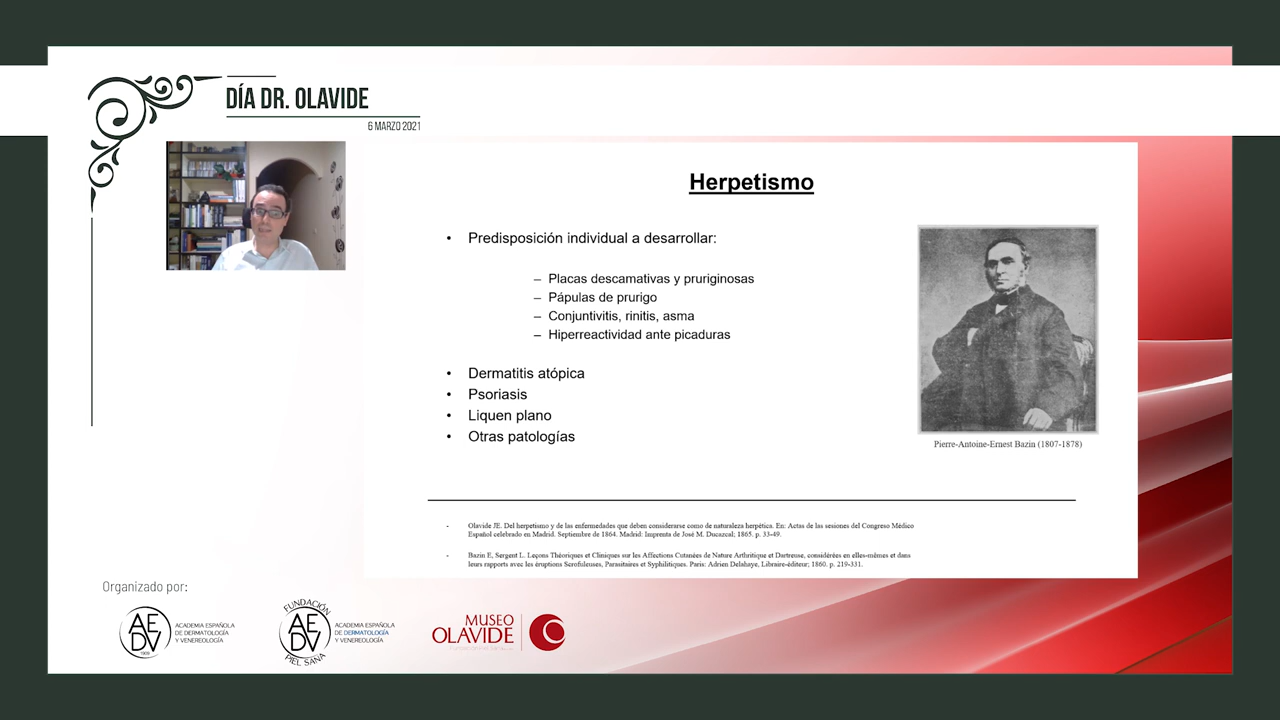 DÍA DR. OLAVIDE
6 MARZO 2021
Herpetismo
• Predisposición individual a desarrollar:
– Placas descamativas y pruriginosas
– Pápulas de prurigo
– Conjuntivitis, rinitis, asma
– Hiperreactividad ante picaduras
• Dermatitis atópica
• Psoriasis
• Liquen plano
• Otras patologías
Pierre-Antoine-Ernest Bazin (1807-1878)
- Olavide JE. Del herpetismo y de las enfermedades que deben considerarse como de naturaleza herpética. En: Actas de las sesiones del Congreso Médico
Español celebrado en Madrid. Septiembre de 1864. Madrid: Imprenta de José M. Ducazcal; 1865. p. 33-49.
- Bazin E, Sergent L. Leçons Théoriques et Cliniques sur les Affections Cutanées de Nature Arthritique et Dartreuse, considérées en elles-mêmes et dans
leurs rapports avec les éruptions Scrofuleuses, Parasitaires et Syphilitiques. Paris: Adrien Delahaye, Libraire-éditeur; 1860. p. 219-331.
Organizado por:
AEDV
1909
ACADEMIA ESPAÑOLA
DE DERMATOLOGÍA
Y VENEREOLOGÍA
FUNDACIÓN
AEDV
PIEL SANA
ACADEMIA ESPAÑOLA
DE DERMATOLOGÍA
Y VENEREOLOGÍA
MUSEO
OLAVIDE